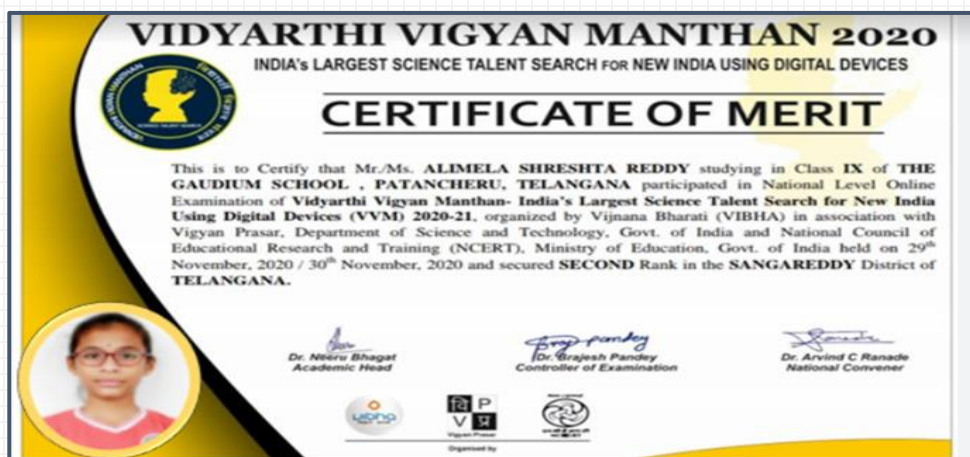 VIDYARTHI VIGYAN MANTHAN 2020
INDIA's LARGEST SCIENCE TALENT SEARCH FOR NEW INDIA USING DIGITAL DEVICES
CERTIFICATE OF MERIT
This is to Certify that Mr./Ms. ALIMELA SHRESHTA REDDY studying in Class IX of THE
GAUDIUM SCHOOL , PATANCHERU, TELANGANA participated in National Level Online
Examination of Vidyarthi Vigyan Manthan- India's Largest Science Talent Search for New India
Using Digital Devices (VVM) 2020-21, organized by Vijnana Bharati (VIBHA) in association with
Vigyan Prasar, Department of Science and Technology, Govt. of India and National Council of
Educational Research and Training (NCERT), Ministry of Education, Govt. of India held on 29th
November, 2020 / 30th November, 2020 and secured SECOND Rank in the SANGAREDDY District of
TELANGANA.
Dr. Neeru Bhagat
Academic Head
Dr. Brajesh Pandey
Controller of Examination
Dr. Arvind C Ranade
National Convener
vibha
वि P
V प्र
Vigyan Prasar
Organised by